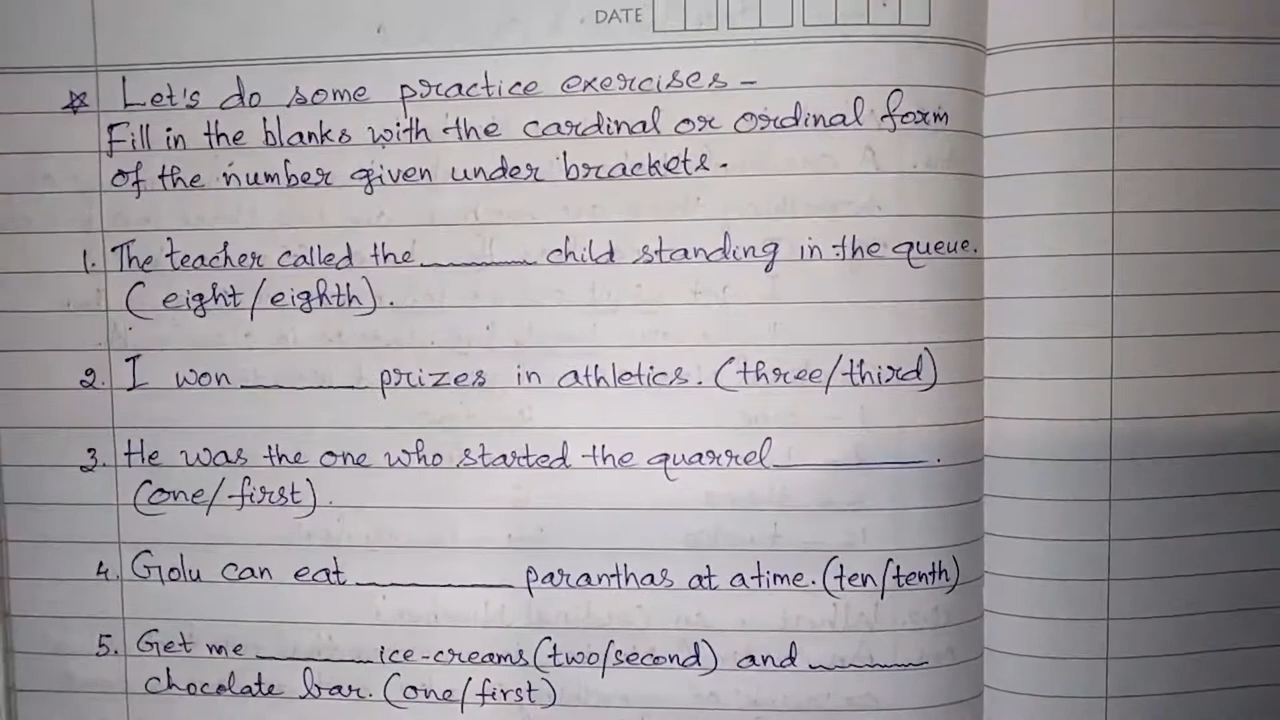 DATE
☆ Let's do some practice exercises -
Fill in the blanks with the cardinal or ordinal form
of the number given under brackets.
1. The teacher called the ______ child standing in the queue.
(eight/eighth).
2. I won ______ prizes in athletics. (three/third)
3. He was the one who started the quarrel ______.
(one/first).
4. Golu can eat ______ paranthas at a time. (ten/tenth)
5. Get me ______ ice-creams (two/second) and ______
chocolate bar. (one/first)